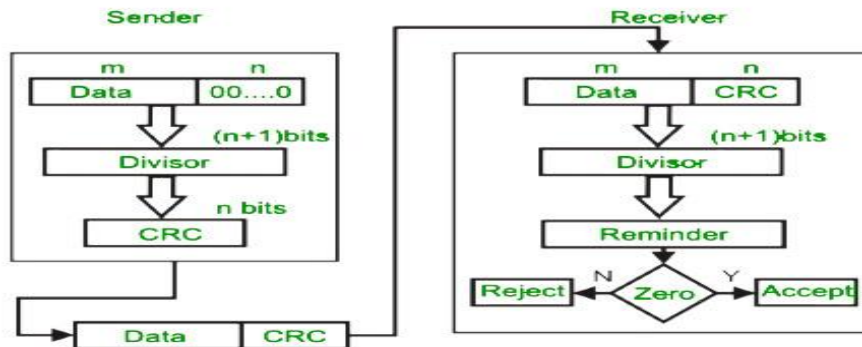 Sender
m n
Data 00....0
(n+1)bits
Divisor
n bits
CRC
Data CRC
Receiver
m n
Data CRC
(n+1)bits
Divisor
Reminder
N Y
Reject Zero Accept